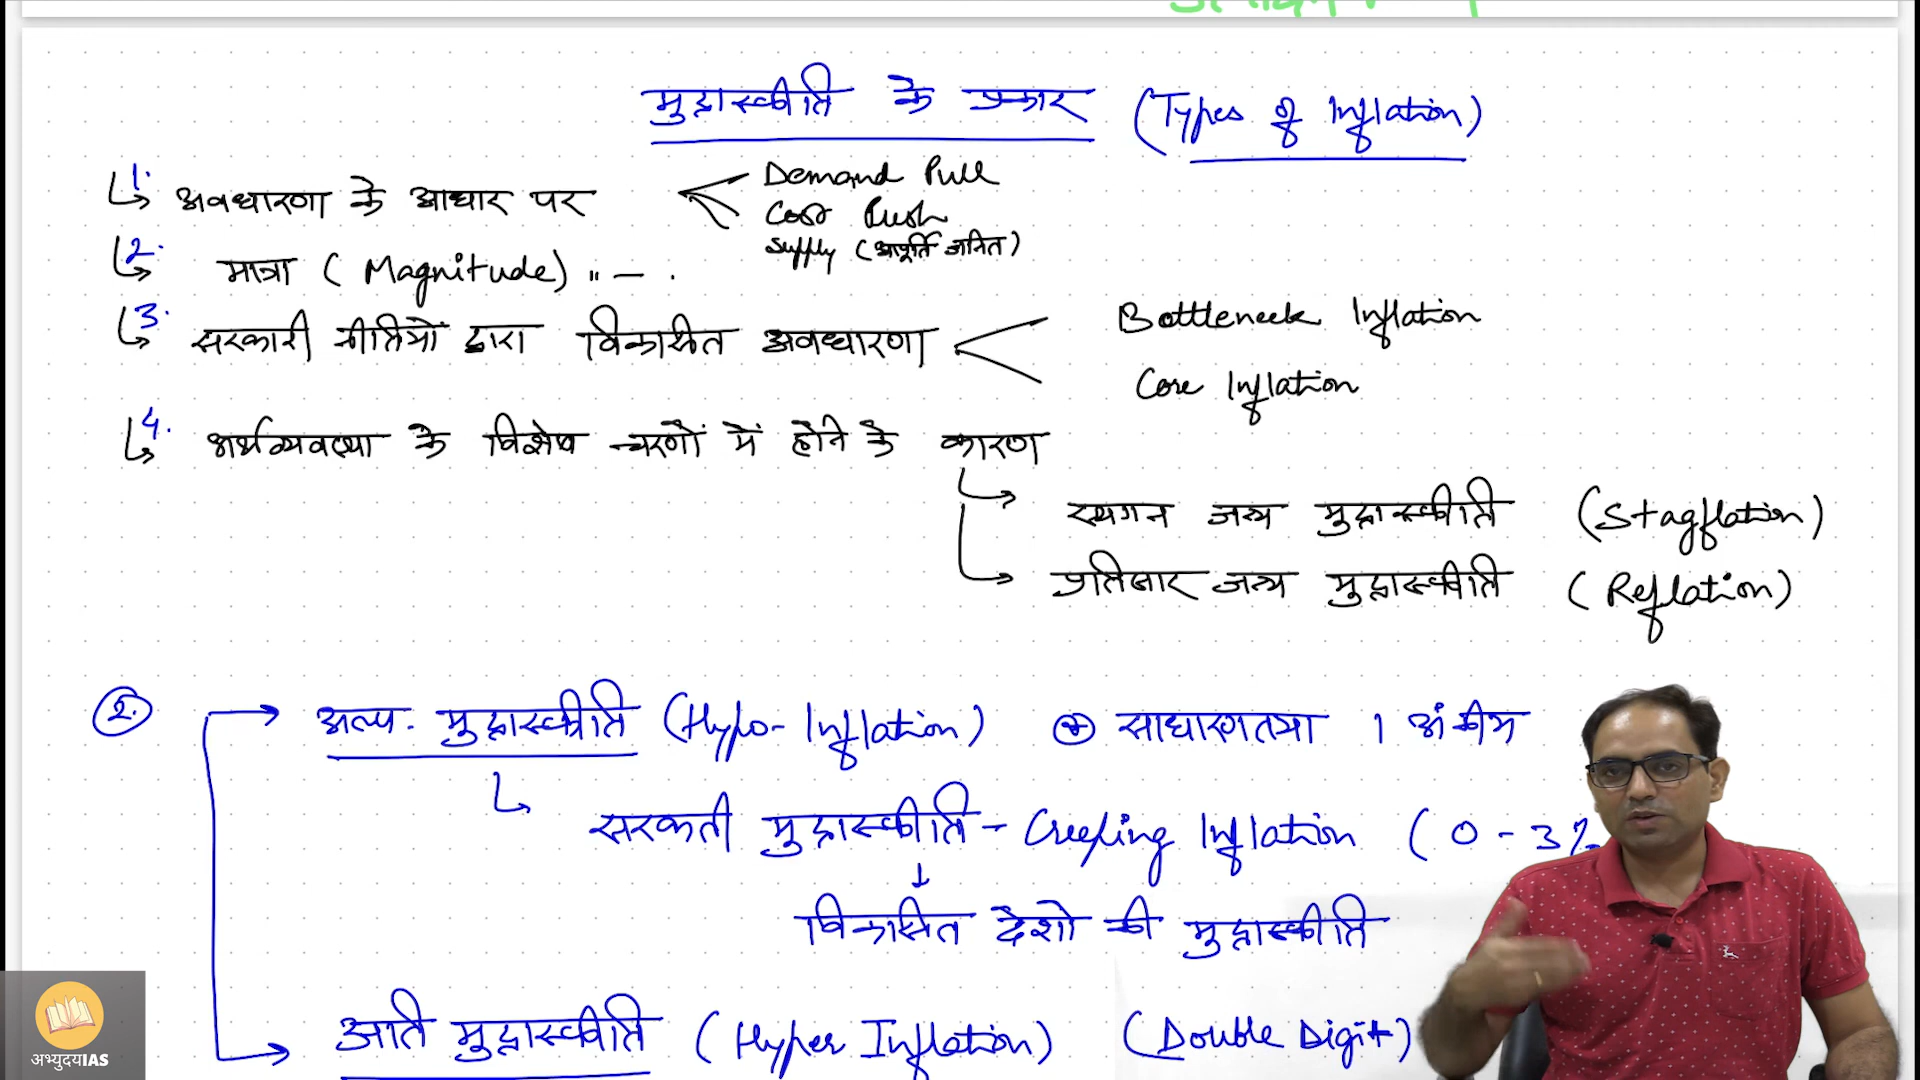 मुद्रास्फीति के प्रकार (Types of Inflation)
1. अवधारणा के आधार पर
Demand Pull
Cost Push
Supply (आपूर्ति जनित)
2. मात्रा (Magnitude) " — .
3. सरकारी नीतियों द्वारा विकसित अवधारणा
Bottleneck Inflation
Core Inflation
4. अर्थव्यवस्था के विशेष चरणों में होने के कारण
स्थगन जन्य मुद्रास्फीति (Stagflation)
प्रतिसार जन्य मुद्रास्फीति (Reflation)
2. अल्प- मुद्रास्फीति (Hypo- Inflation) * साधारणतया 1 अंकीय
सरकती मुद्रास्फीति - Creeping Inflation (0 - 3%
विकसित देशो की मुद्रास्फीति
अति मुद्रास्फीति (Hyper Inflation) (Double Digit)
अभ्युदयIAS